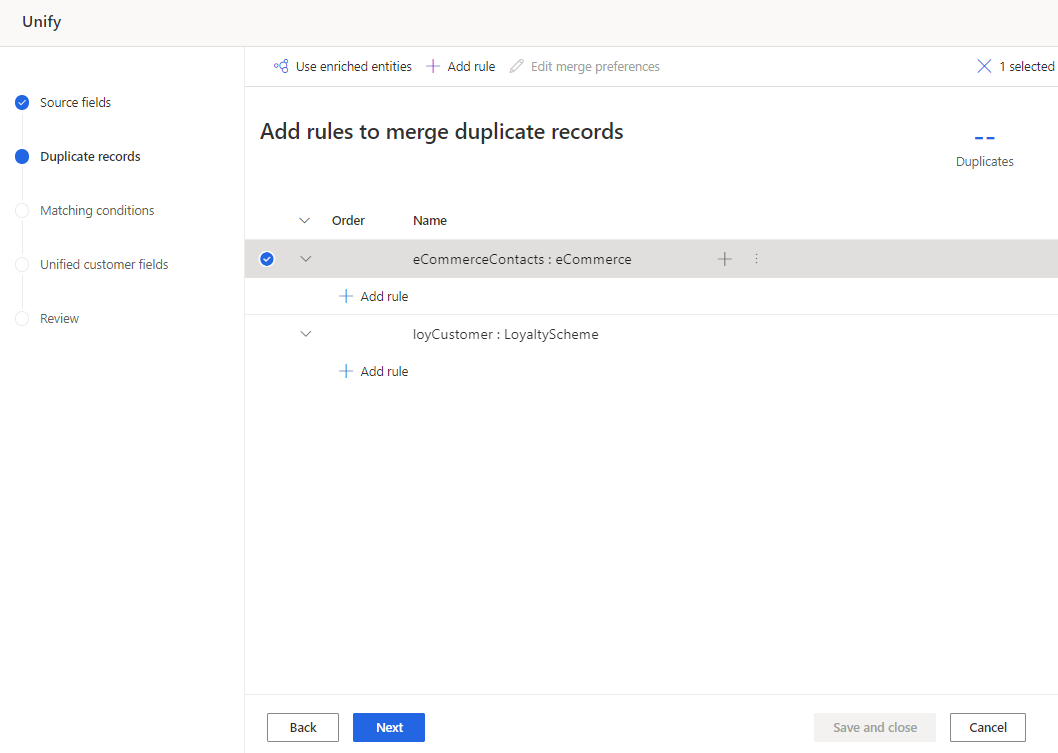 Unify
Use enriched entities Add rule Edit merge preferences 1 selected
Source fields
Duplicate records
Matching conditions
Unified customer fields
Review
Add rules to merge duplicate records
--
Duplicates
Order Name
eCommerceContacts : eCommerce
Add rule
loyCustomer : LoyaltyScheme
Add rule
Back Next Save and close Cancel